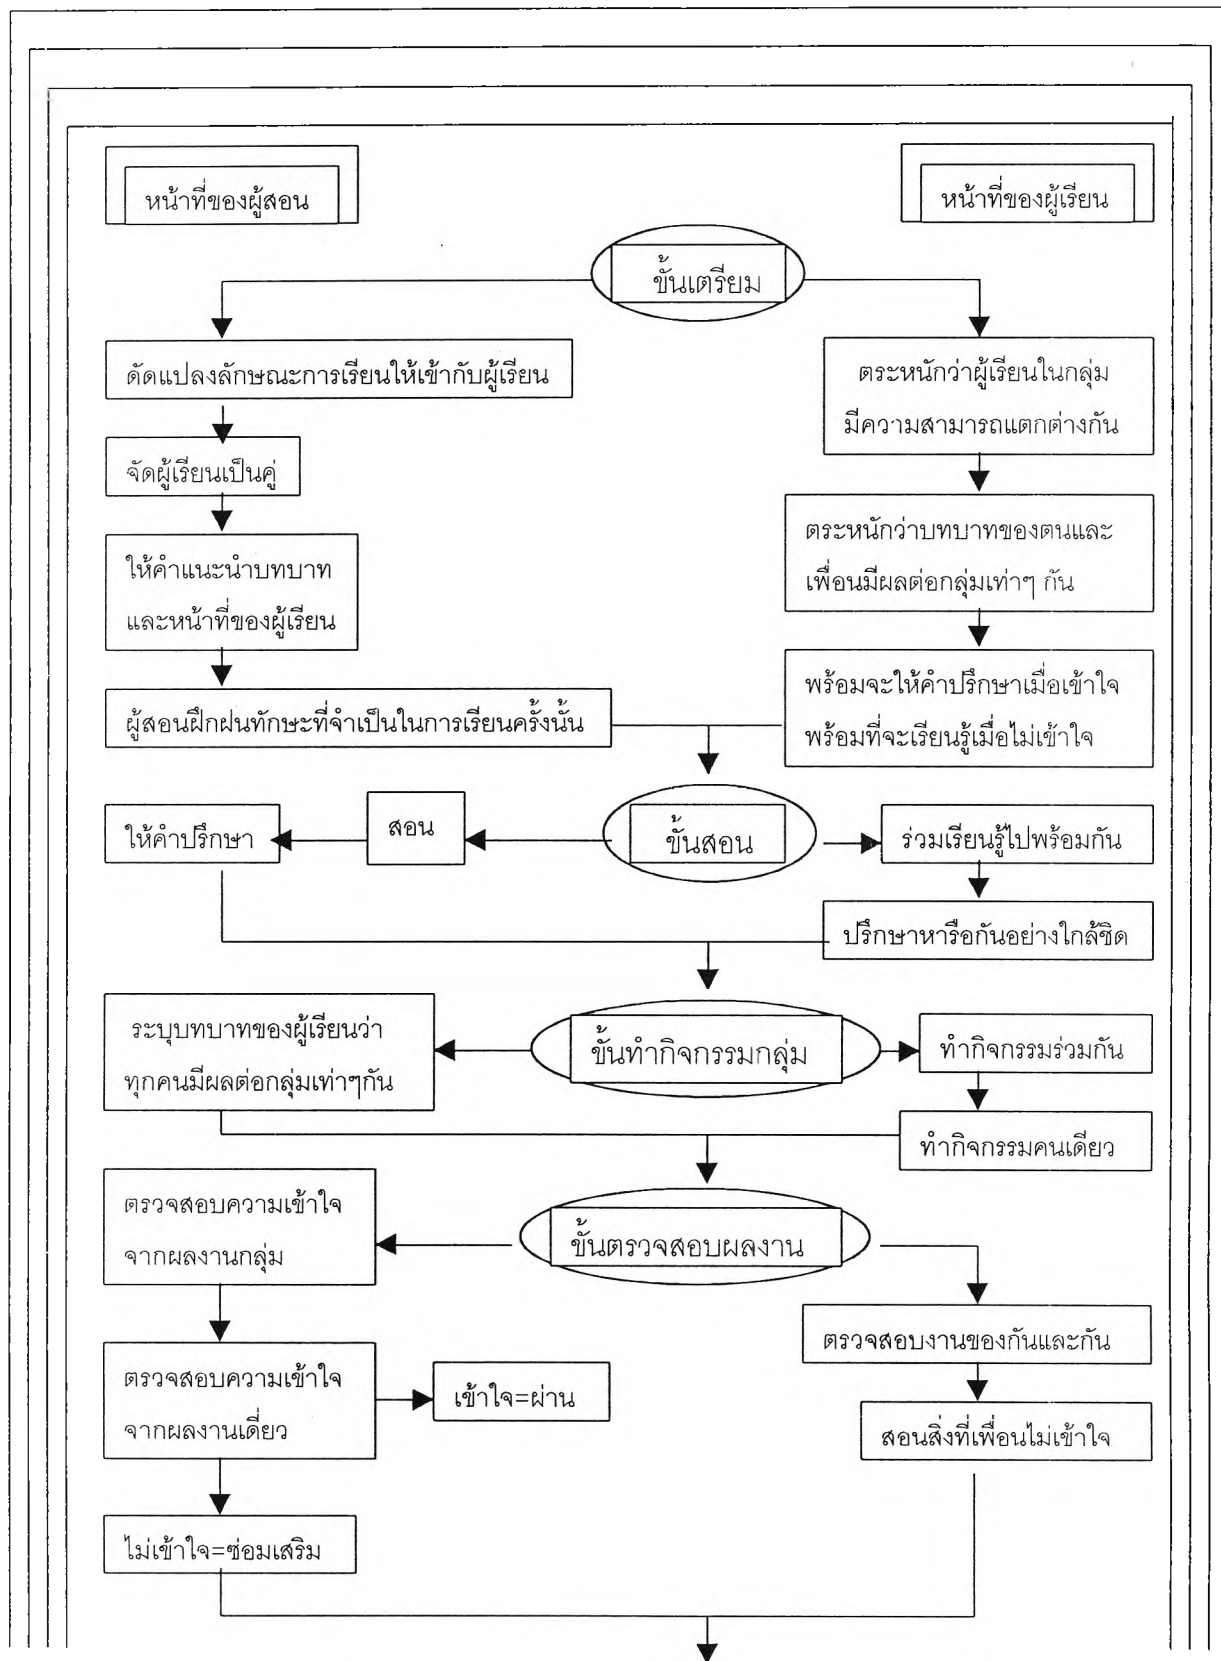 หน้าที่ของผู้สอน
หน้าที่ของผู้เรียน
ขั้นเตรียม
ดัดแปลงลักษณะการเรียนให้เข้ากับผู้เรียน
ตระหนักว่าผู้เรียนในกลุ่ม
มีความสามารถแตกต่างกัน
จัดผู้เรียนเป็นคู่
ตระหนักว่าบทบาทของตนและ
เพื่อนมีผลต่อกลุ่มเท่าๆ กัน
ให้คำแนะนำบทบาท
และหน้าที่ของผู้เรียน
พร้อมจะให้คำปรึกษาเมื่อเข้าใจ
พร้อมที่จะเรียนรู้เมื่อไม่เข้าใจ
ผู้สอนฝึกฝนทักษะที่จำเป็นในการเรียนครั้งนั้น
ให้คำปรึกษา
สอน
ขั้นสอน
ร่วมเรียนรู้ไปพร้อมกัน
ปรึกษาหารือกันอย่างใกล้ชิด
ระบุบทบาทของผู้เรียนว่า
ทุกคนมีผลต่อกลุ่มเท่าๆกัน
ขั้นทำกิจกรรมกลุ่ม
ทำกิจกรรมร่วมกัน
ทำกิจกรรมคนเดียว
ตรวจสอบความเข้าใจ
จากผลงานกลุ่ม
ขั้นตรวจสอบผลงาน
ตรวจสอบงานของกันและกัน
ตรวจสอบความเข้าใจ
จากผลงานเดี่ยว
เข้าใจ=ผ่าน
สอนสิ่งที่เพื่อนไม่เข้าใจ
ไม่เข้าใจ=ซ่อมเสริม